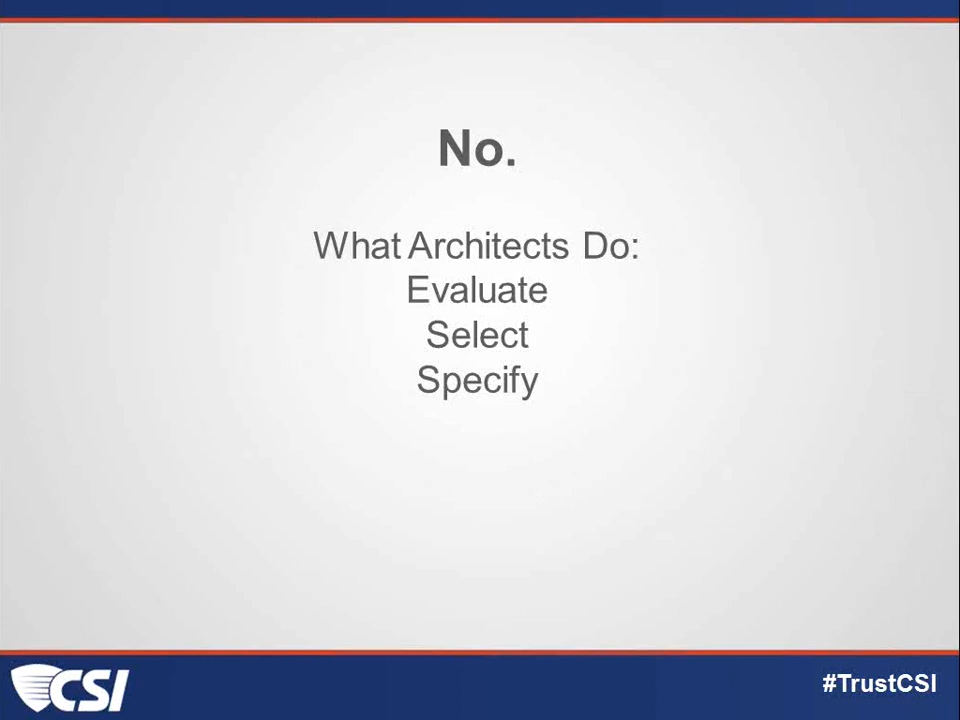 No.
What Architects Do:
Evaluate
Select
Specify
CSI
#TrustCSI